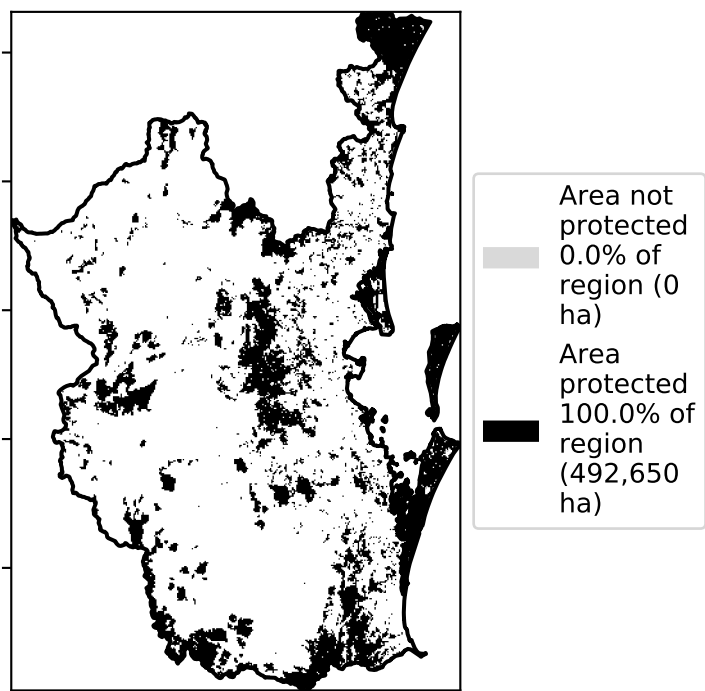 Area not
protected
0.0% of
region (0
ha)
Area
protected
100.0% of
region
(492,650
ha)